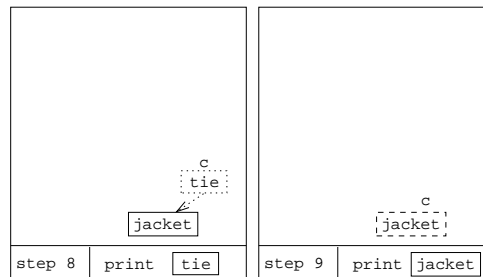 c
tie
jacket
step 8 print tie
c
jacket
step 9 print jacket